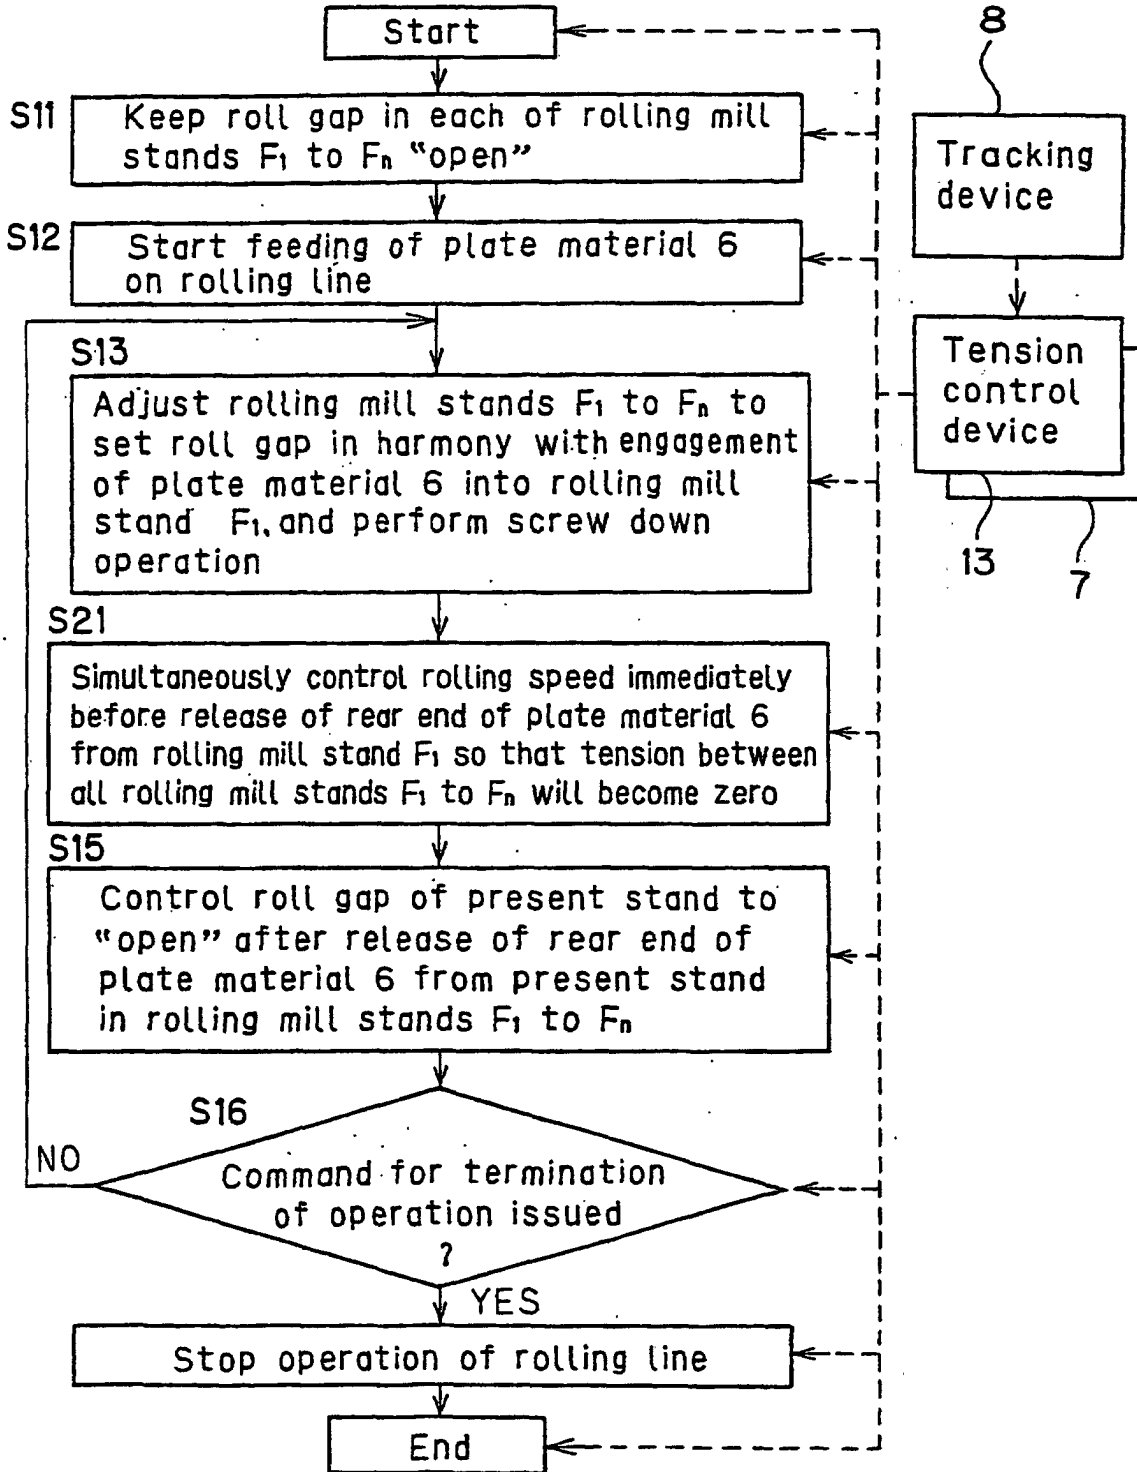 Start
S11
Keep roll gap in each of rolling mill
stands F1 to Fn “open”
S12
Start feeding of plate material 6
on rolling line
S13
Adjust rolling mill stands F1 to Fn to
set roll gap in harmony with engagement
of plate material 6 into rolling mill
stand F1, and perform screw down
operation
S21
Simultaneously control rolling speed immediately
before release of rear end of plate material 6
from rolling mill stand F1 so that tension between
all rolling mill stands F1 to Fn will become zero
S15
Control roll gap of present stand to
“open” after release of rear end of
plate material 6 from present stand
in rolling mill stands F1 to Fn
S16
NO
Command for termination
of operation issued
?
YES
Stop operation of rolling line
End
8
Tracking
device
Tension
control
device
13
7